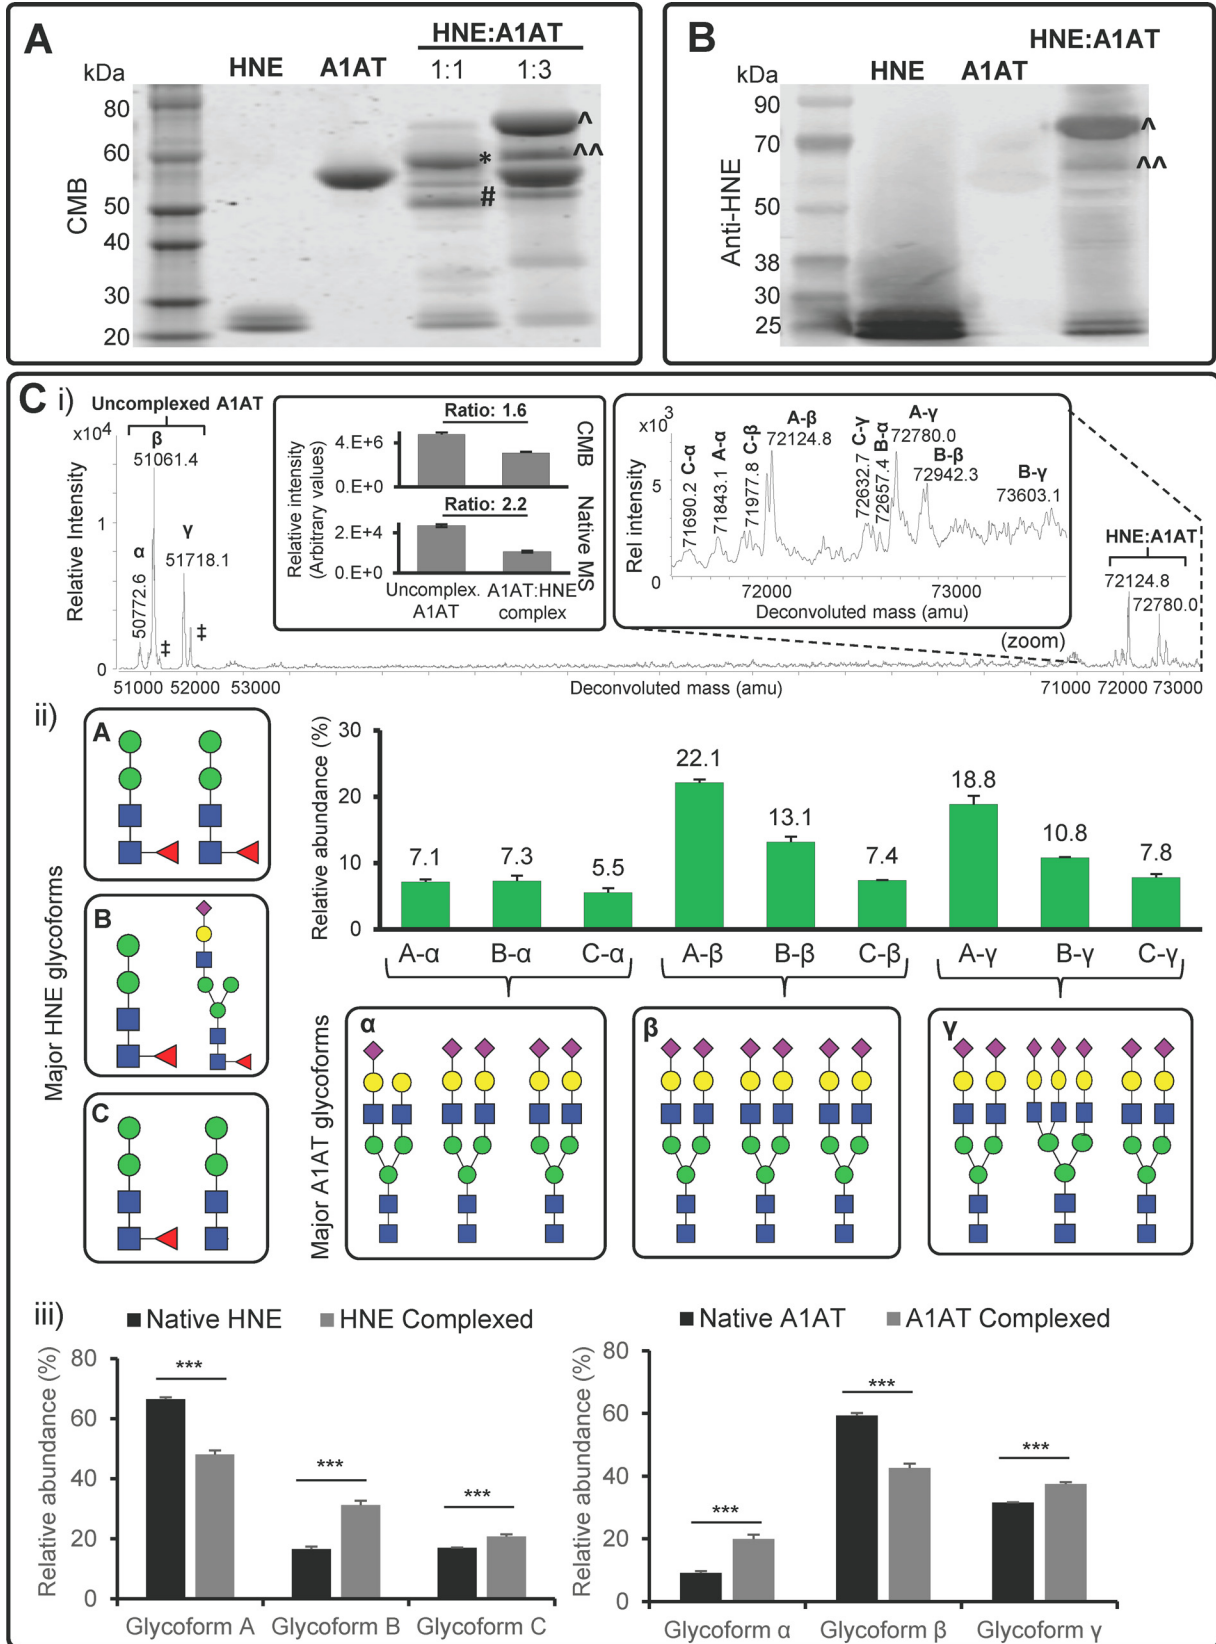 A
HNE:A1AT
kDa HNE A1AT 1:1 1:3
80
60
50
40
30
20
CMB
^
^^
*
#
B
HNE:A1AT
kDa HNE A1AT
90
70
50
38
30
25
Anti-HNE
^
^^
C i)
Uncomplexed A1AT
x10⁴
β
51061.4
γ
51718.1
α
50772.6
‡
‡
1
0
Relative Intensity
51000 52000 53000
Deconvoluted mass (amu)
71000 72000 73000
Ratio: 1.6
4.E+6
0.E+0
CMB
Ratio: 2.2
2.E+4
0.E+0
Native MS
Relative intensity
(Arbitrary values)
Uncomplex. A1AT:HNE
A1AT complex
x10³
5
0
Rel intensity
71690.2 C-α
71843.1 A-α
71977.8 C-β
A-β
72124.8
72632.7 C-γ
72657.4 B-α
A-γ
72780.0
B-β
72942.3
B-γ
73603.1
72000 73000
Deconvoluted mass (amu)
(zoom)
HNE:A1AT
72124.8
72780.0
ii)
Major HNE glycoforms
A
B
C
Relative abundance (%)
30
20
10
0
7.1 7.3 5.5 22.1 13.1 7.4 18.8 10.8 7.8
A-α B-α C-α A-β B-β C-β A-γ B-γ C-γ
Major A1AT glycoforms
α
β
γ
iii)
Native HNE HNE Complexed
Relative abundance (%)
80
60
40
20
0
***
***
***
Glycoform A Glycoform B Glycoform C
Native A1AT A1AT Complexed
Relative abundance (%)
80
60
40
20
0
***
***
***
Glycoform α Glycoform β Glycoform γ